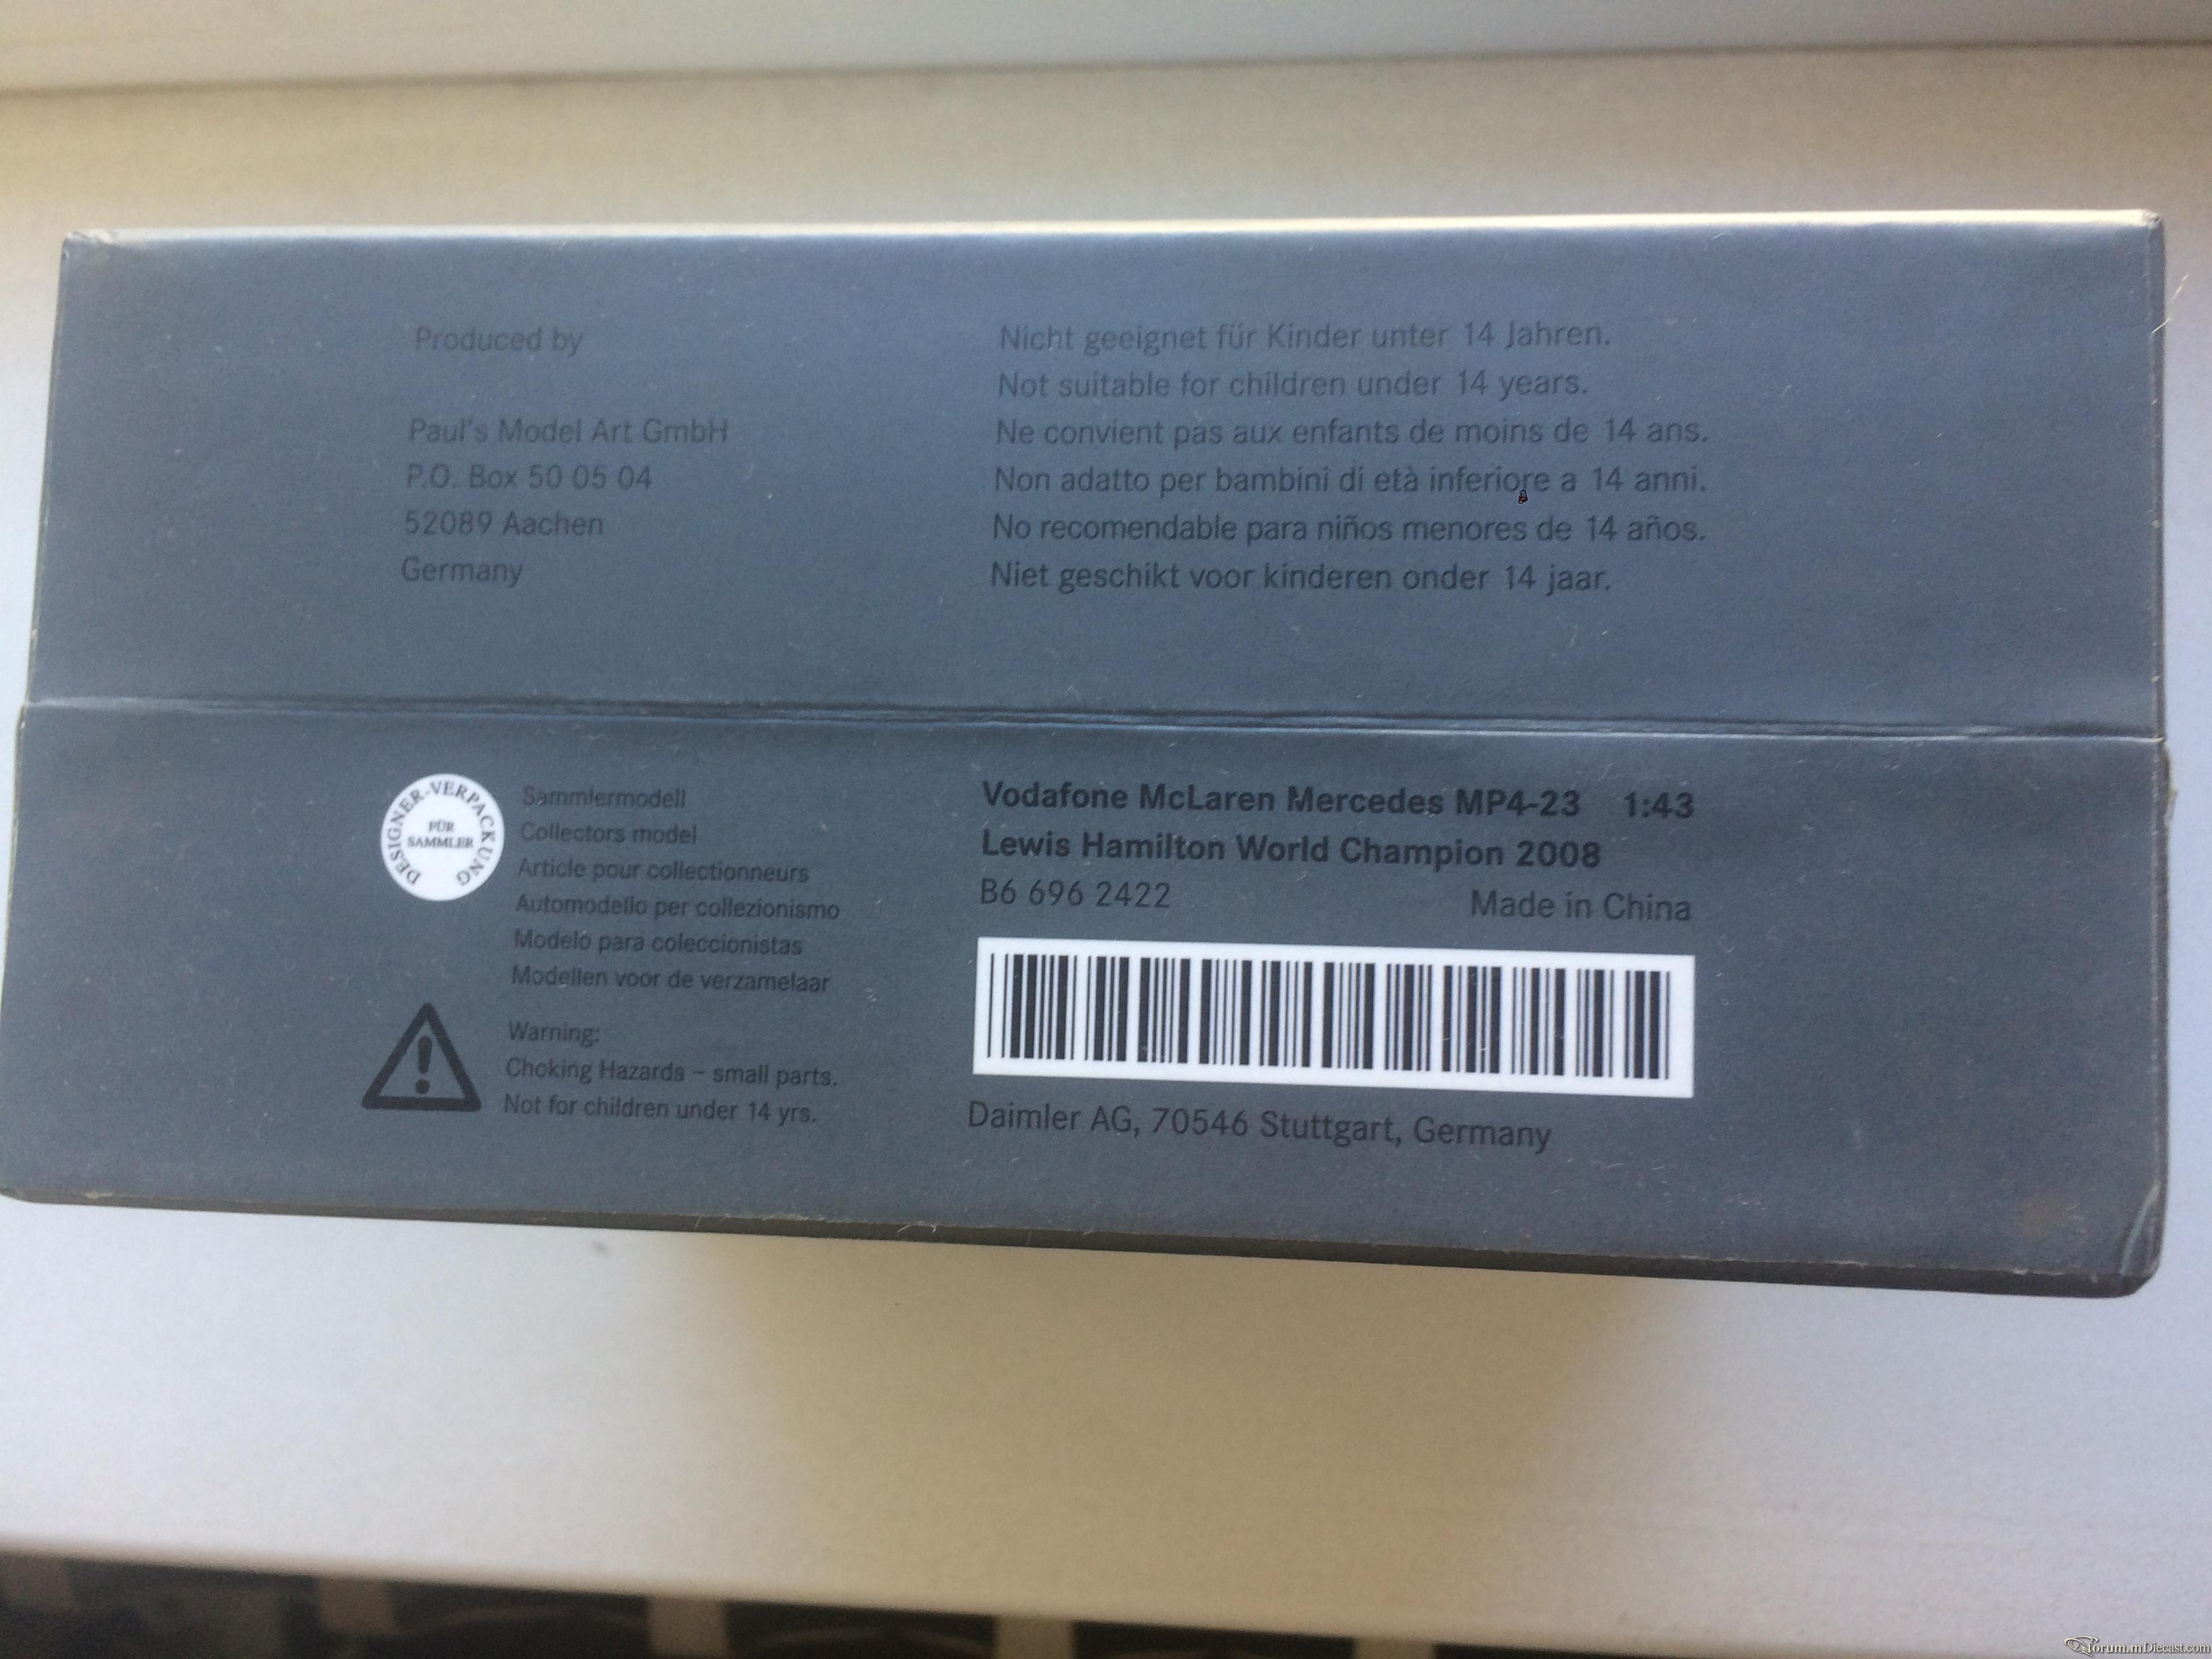 Produced by
Paul's Model Art GmbH
P.O. Box 50 05 04
52089 Aachen
Germany
Nicht geeignet für Kinder unter 14 Jahren.
Not suitable for children under 14 years.
Ne convient pas aux enfants de moins de 14 ans.
Non adatto per bambini di età inferiore a 14 anni.
No recomendable para niños menores de 14 años.
Niet geschikt voor kinderen onder 14 jaar.
DESIGNER-VERPACKUNG
FÜR
SAMMLER
Sammlermodell
Collectors model
Article pour collectionneurs
Automodello per collezionismo
Modelo para coleccionistas
Modellen voor de verzamelaar
Warning:
Choking Hazards – small parts.
Not for children under 14 yrs.
Vodafone McLaren Mercedes MP4-23 1:43
Lewis Hamilton World Champion 2008
B6 696 2422 Made in China
Daimler AG, 70546 Stuttgart, Germany
forum.mDiecast.com